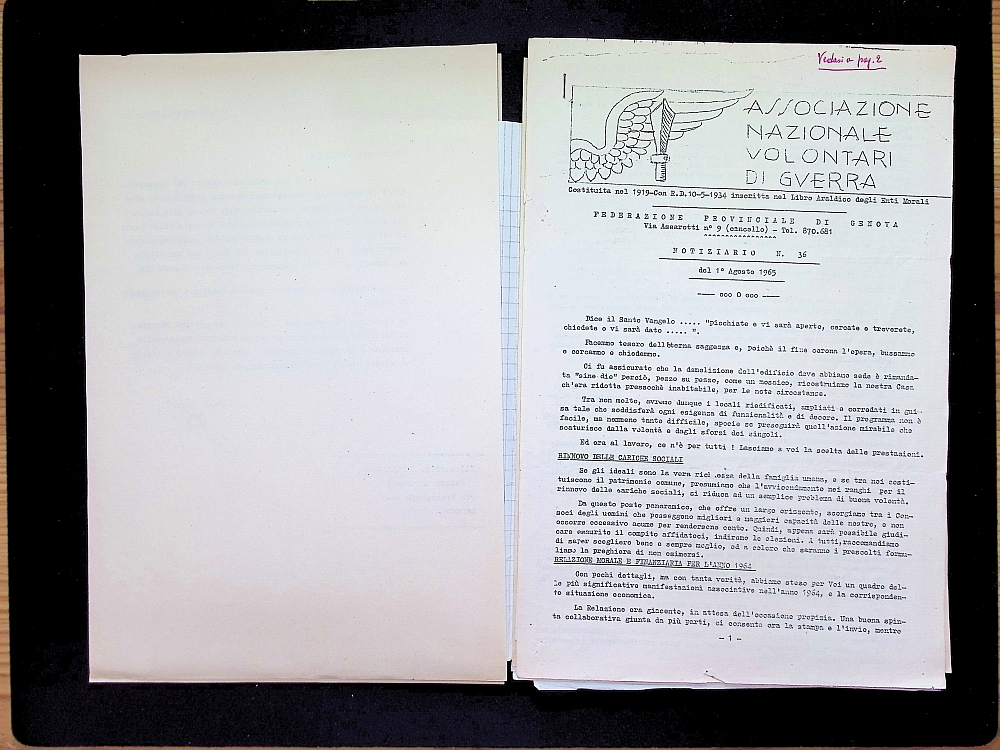 Vedasi a pag. 2
ASSOCIAZIONE
NAZIONALE
VOLONTARI
DI GVERRA
Costituita nel 1919-Con R.D.10-5-1934 inscritta nel Libro Araldico degli Enti Morali
FEDERAZIONE PROVINCIALE DI GENOVA
Via Assarotti n° 9 (cancello) - Tel. 870.681
NOTIZIARIO N. 36
del 1° Agosto 1965
--- ooo O ooo ---
Dice il Santo Vangelo ..... "picchiate e vi sarà aperto, cercate e troverete,
chiedete e vi sarà dato ..... ".
Facemmo tesoro dell'eterna saggezza e, poichè il fine corona l'opera, bussammo
e cercammo e chiedemmo.
Ci fu assicurato che la demolizione dell'edificio dove abbiamo sede è rimanda-
ta "sine die" perciò, pezzo su pezzo, come un mosaico, ricostruimmo la nostra Casa
ch'era ridotta pressochè inabitabile, per le note circostanze.
Tra non molto, avremo dunque i locali riedificati, ampliati e corredati in gui-
sa tale che soddisferà ogni esigenza di funzionalità e di decoro. Il programma non è
facile, ma nemmeno tanto difficile, specie se proseguirà quell'azione mirabile che
scaturisce dalla volontà e dagli sforzi dei singoli.
Ed ora al lavoro, ce n'è per tutti ! Lasciamo a voi la scelta delle prestazioni.
RINNOVO DELLE CARICHE SOCIALI
Se gli ideali sono la vera ricchezza della famiglia umana, e se tra noi costi-
tuiscono il patrimonio comune, presumiamo che l'avvicendamento nei ranghi per il
rinnovo delle cariche sociali, si riduca ad un semplice problema di buona volontà.
Da questo posto panoramico, che offre un largo orizzonte, scorgiamo tra i Con-
soci degli uomini che posseggono migliori e maggiori capacità delle nostre, e non
occorre eccessivo acume per rendersene conto. Quindi, appena sarà possibile giudi-
care esaurito il compito affidatoci, indiremo le elezioni. A tutti,raccomandiamo
di saper scegliere bene e sempre meglio, ed a coloro che saranno i prescelti formu-
liamo la preghiera di non esimersi.
RELAZIONE MORALE E FINANZIARIA PER L'ANNO 1964
Con pochi dettagli, ma con tanta verità, abbiamo steso per Voi un quadro del-
le più significative manifestazioni associative nell'anno 1964, e la corrisponden-
te situazione economica.
La Relazione era giacente, in attesa dell'occasione propizia. Una buona spin-
ta collaborativa giunta da più parti, ci consente ora la stampa e l'invio, mentre
- 1 -